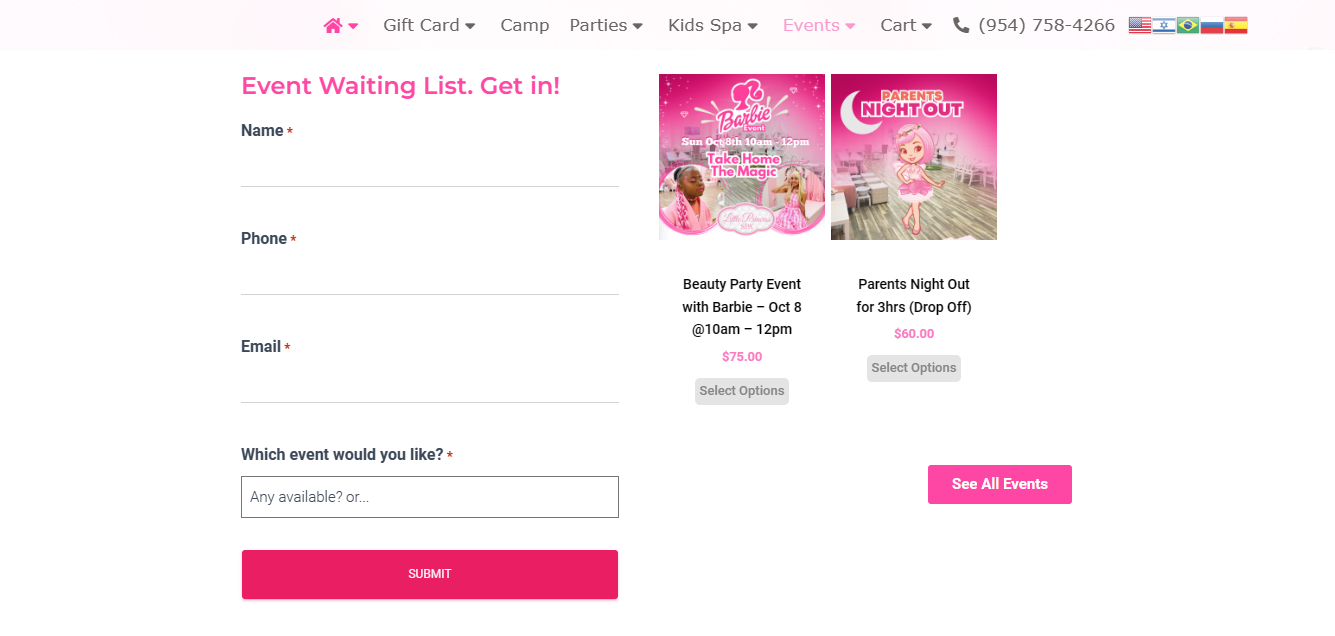 Gift Card Camp Parties Kids Spa Events Cart (954) 758-4266
Event Waiting List. Get in!
Name *
Phone *
Email *
Which event would you like? *
Any available? or...
SUBMIT
Barbie
Event
Sun Oct 8th 10am - 12pm
Take Home
The Magic
Little Princess
SPA
Beauty Party Event
with Barbie – Oct 8
@10am – 12pm
$75.00
Select Options
PARENTS
NIGHT OUT
Parents Night Out
for 3hrs (Drop Off)
$60.00
Select Options
See All Events